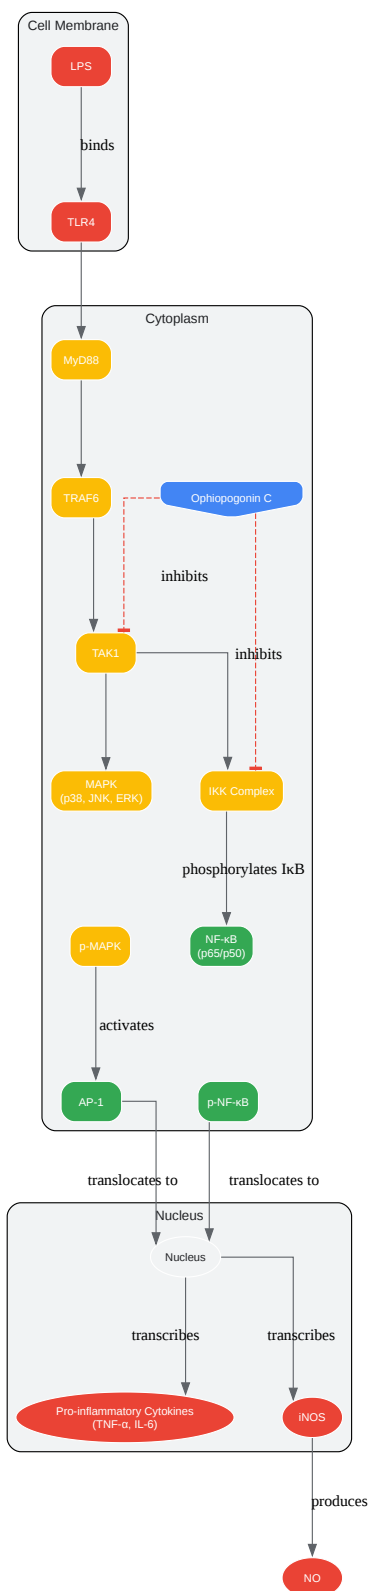 Cell Membrane
LPS
binds
TLR4
Cytoplasm
MyD88
TRAF6
Ophiopogonin C
inhibits
TAK1
inhibits
MAPK
(p38, JNK, ERK)
IKK Complex
phosphorylates IκB
p-MAPK
NF-κB
(p65/p50)
activates
AP-1
p-NF-κB
translocates to
translocates to
Nucleus
Nucleus
transcribes
transcribes
Pro-inflammatory Cytokines
(TNF-α, IL-6)
iNOS
produces
NO